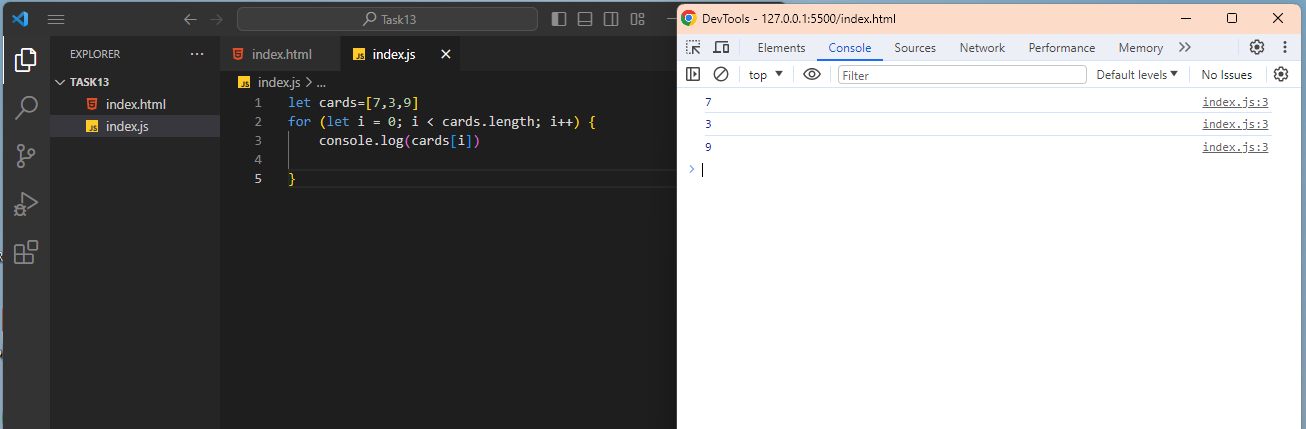 Task13
EXPLORER
TASK13
index.html
index.js
index.html
index.js
index.js > ...
1 let cards=[7,3,9]
2 for (let i = 0; i < cards.length; i++) {
3 console.log(cards[i])
4
5 }
DevTools - 127.0.0.1:5500/index.html
Elements Console Sources Network Performance Memory
top Filter Default levels No Issues
7 index.js:3
3 index.js:3
9 index.js:3